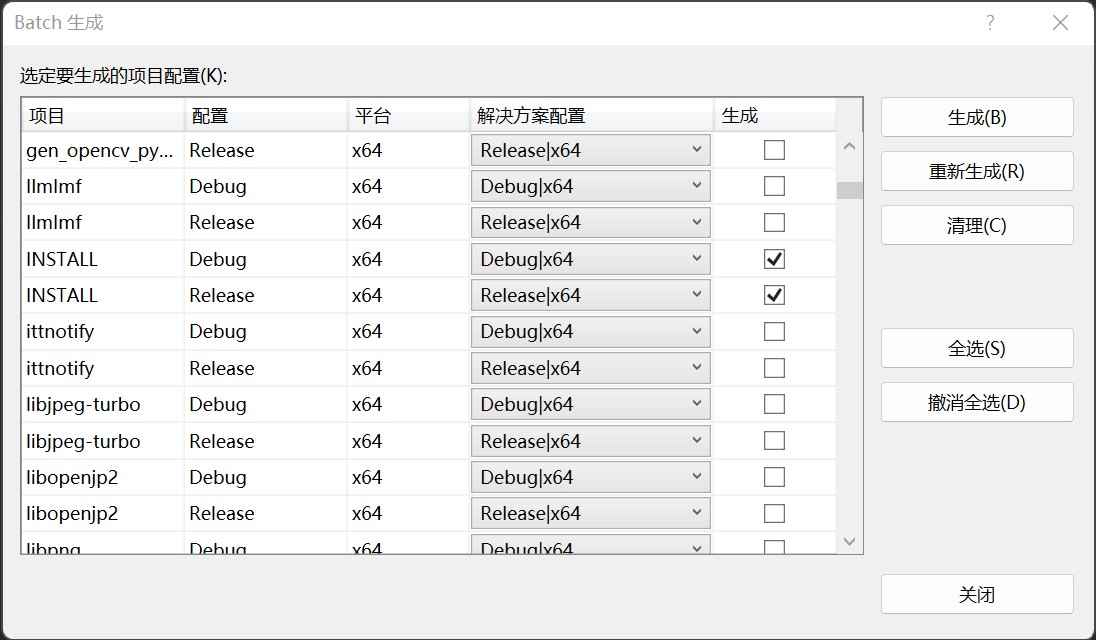 Batch 生成
选定要生成的项目配置(K):
项目 配置 平台 解决方案配置 生成
gen_opencv_py... Release x64 Release|x64
llmlmf Debug x64 Debug|x64
llmlmf Release x64 Release|x64
INSTALL Debug x64 Debug|x64
INSTALL Release x64 Release|x64
ittnotify Debug x64 Debug|x64
ittnotify Release x64 Release|x64
libjpeg-turbo Debug x64 Debug|x64
libjpeg-turbo Release x64 Release|x64
libopenjp2 Debug x64 Debug|x64
libopenjp2 Release x64 Release|x64
libpng Debug x64 Debug|x64
生成(B)
重新生成(R)
清理(C)
全选(S)
撤消全选(D)
关闭